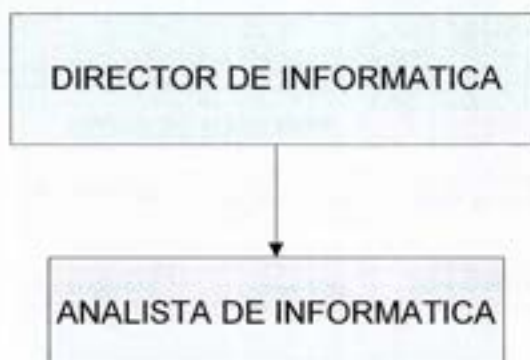 DIRECTOR DE INFORMATICA
ANALISTA DE INFORMATICA